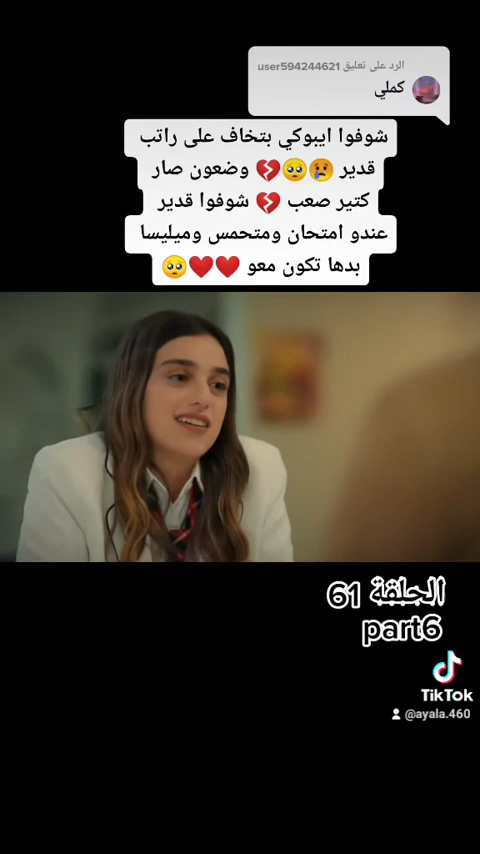 الرد على تعليق user594244621
كملي
شوفوا ايبوكي بتخاف على راتب
قدير 😢🥺💔 وضعون صار
كتير صعب 💔 شوفوا قدير
عندو امتحان ومتحمس وميليسا
بدها تكون معو ❤️❤️🥺
الحلقة 61
part6
TikTok
@ayala.460